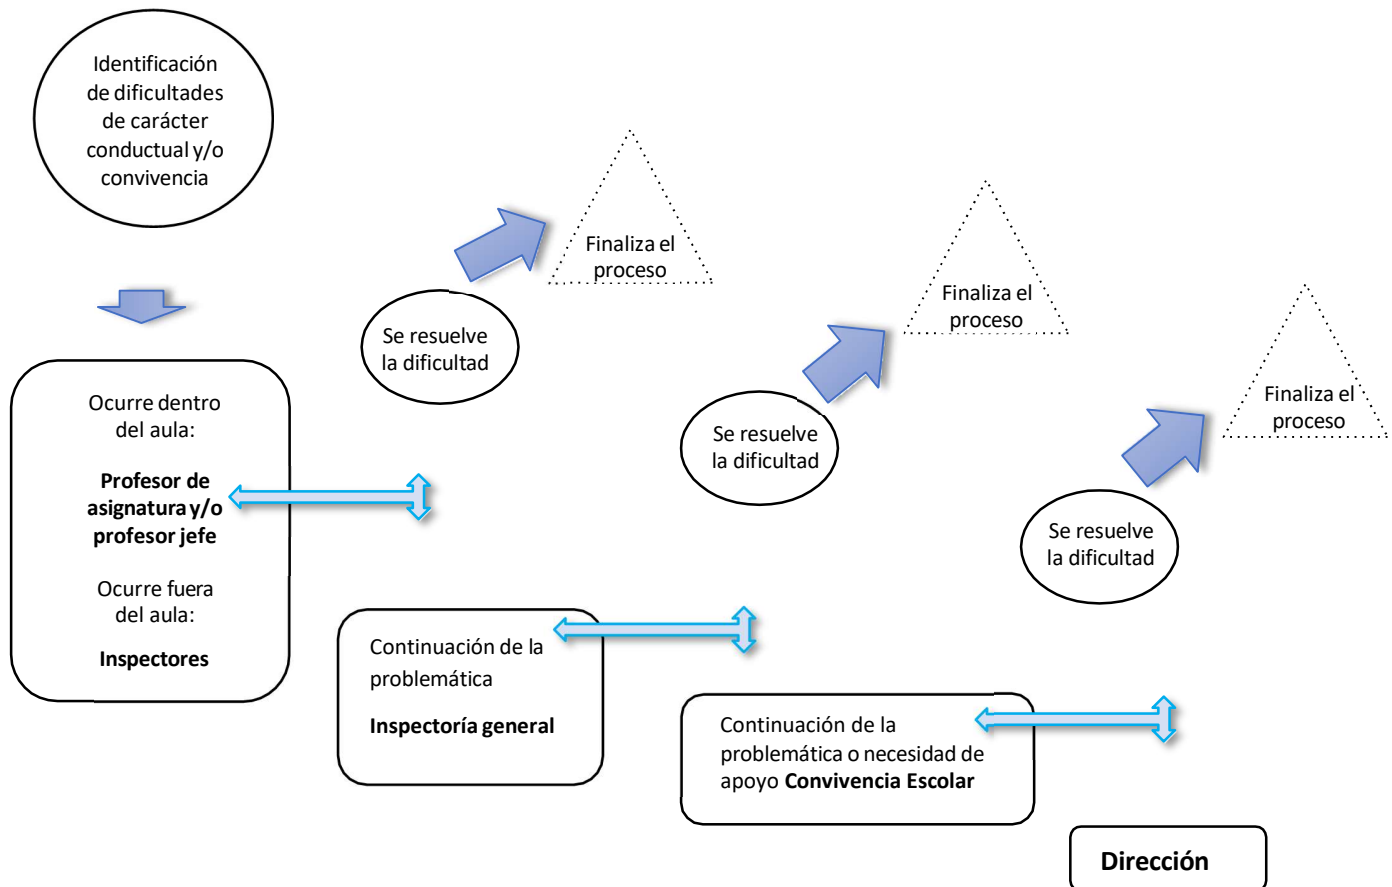 Identificación
de dificultades
de carácter
conductual y/o
convivencia
Finaliza el
proceso
Se resuelve
la dificultad
Finaliza el
proceso
Se resuelve
la dificultad
Finaliza el
proceso
Se resuelve
la dificultad
Ocurre dentro
del aula:
Profesor de
asignatura y/o
profesor jefe
Ocurre fuera
del aula:
Inspectores
Continuación de la
problemática
Inspectoría general
Continuación de la
problemática o necesidad de
apoyo Convivencia Escolar
Dirección